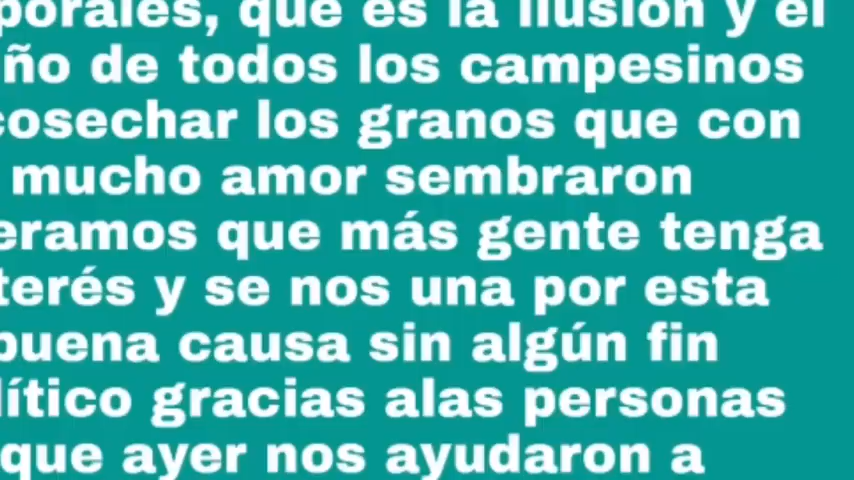 porales, que es la ilusión y el
ño de todos los campesinos
cosechar los granos que con
mucho amor sembraron
eramos que más gente tenga
terés y se nos una por esta
buena causa sin algún fin
lítico gracias alas personas
que ayer nos ayudaron a